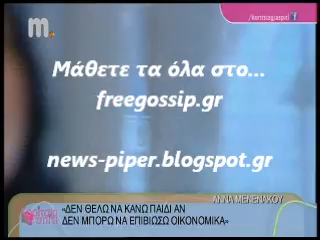 M.
/kentissgiaspiti
Μάθετε τα όλα στο...
freegossip.gr
news-piper.blogspot.gr
ΑΝΝΑ ΜΕΝΕΝΑΚΟΥ
«ΔΕΝ ΘΕΛΩ ΝΑ ΚΑΝΩ ΠΑΙΔΙ ΑΝ
ΔΕΝ ΜΠΟΡΩ ΝΑ ΕΠΙΒΙΩΣΩ ΟΙΚΟΝΟΜΙΚΑ»